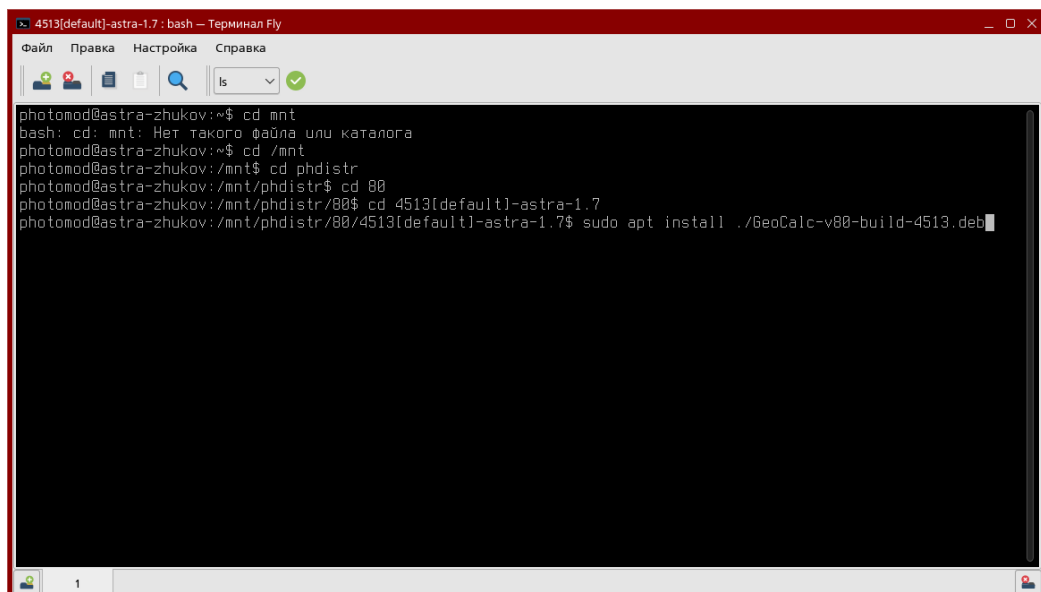 4513[default]-astra-1.7 : bash — Терминал Fly
Файл Правка Настройка Справка
ls
photomod@astra-zhukov:~$ cd mnt
bash: cd: mnt: Нет такого файла или каталога
photomod@astra-zhukov:~$ cd /mnt
photomod@astra-zhukov:/mnt$ cd phdistr
photomod@astra-zhukov:/mnt/phdistr$ cd 80
photomod@astra-zhukov:/mnt/phdistr/80$ cd 4513[default]-astra-1.7
photomod@astra-zhukov:/mnt/phdistr/80/4513[default]-astra-1.7$ sudo apt install ./GeoCalc-v80-build-4513.deb
1